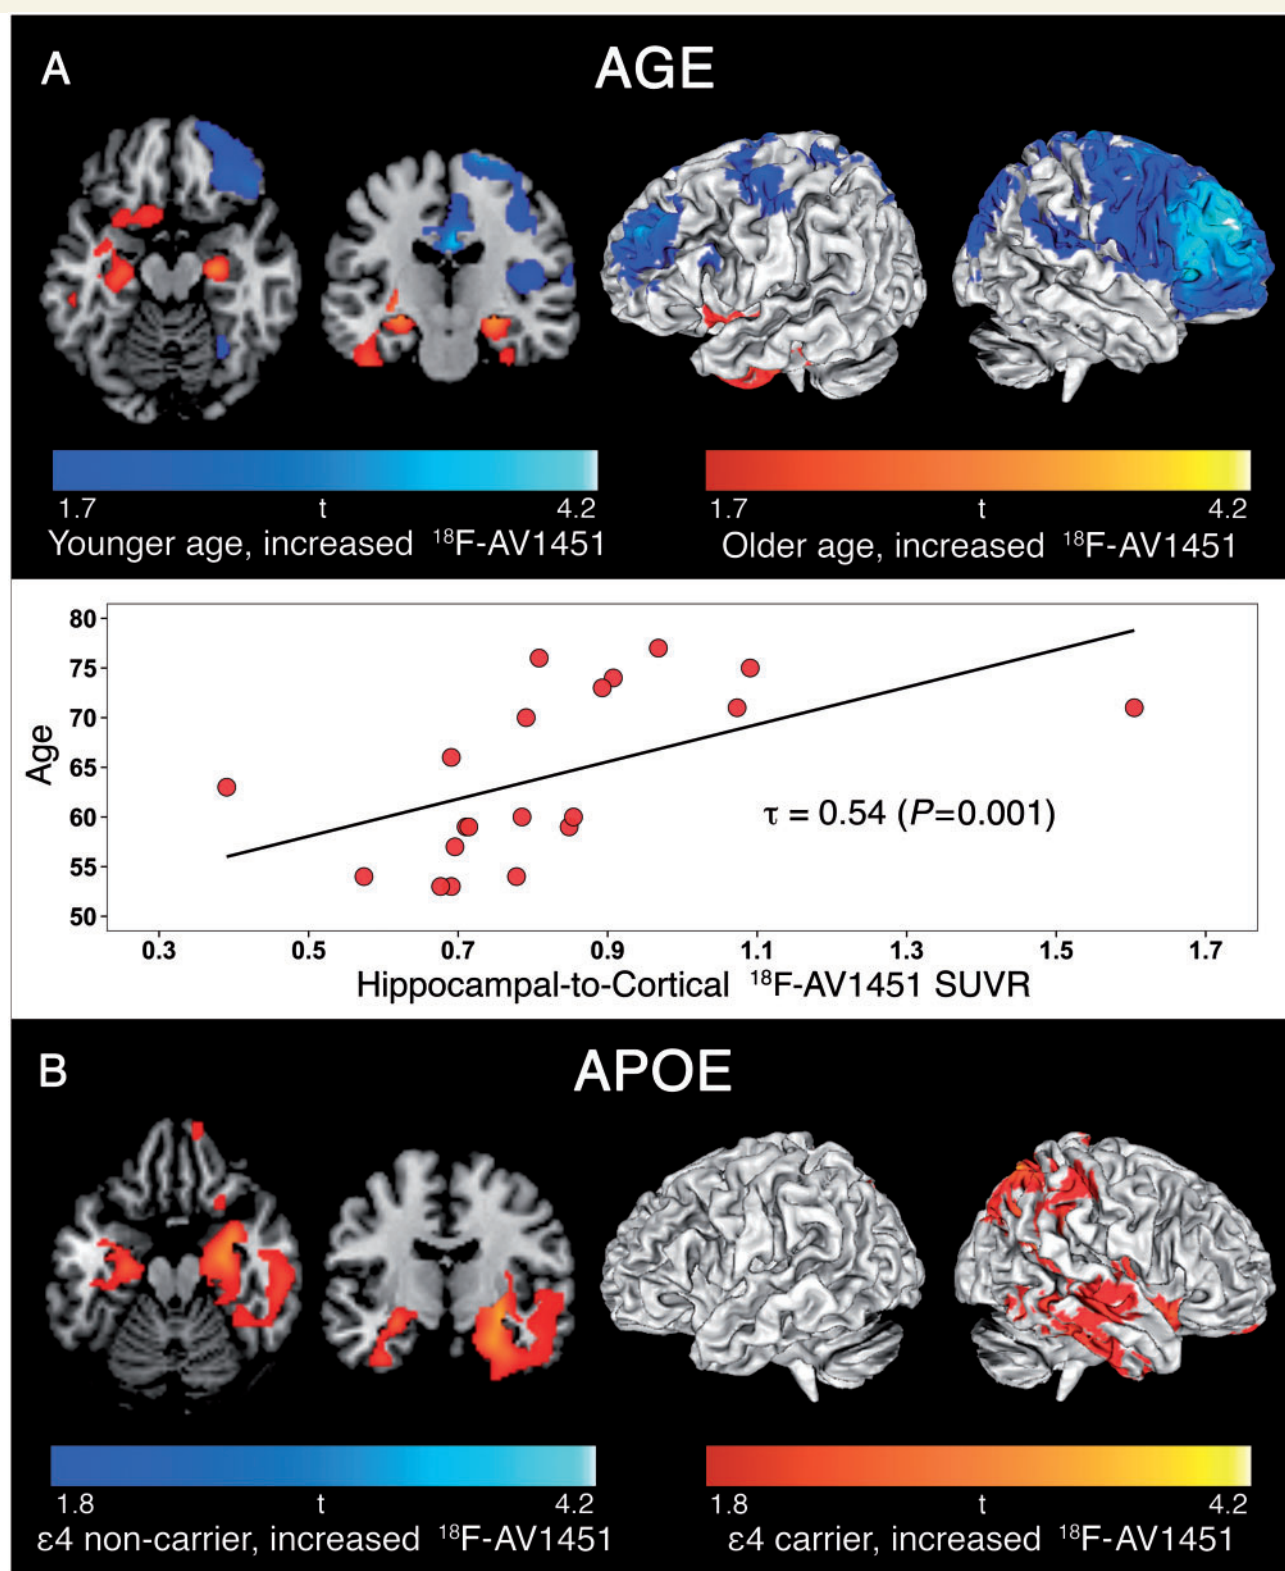 A
AGE
1.7 t 4.2
Younger age, increased ¹⁸F-AV1451
1.7 t 4.2
Older age, increased ¹⁸F-AV1451
80
75
70
65
60
55
50
Age
τ = 0.54 (P=0.001)
0.3 0.5 0.7 0.9 1.1 1.3 1.5 1.7
Hippocampal-to-Cortical ¹⁸F-AV1451 SUVR
B
APOE
1.8 t 4.2
ε4 non-carrier, increased ¹⁸F-AV1451
1.8 t 4.2
ε4 carrier, increased ¹⁸F-AV1451